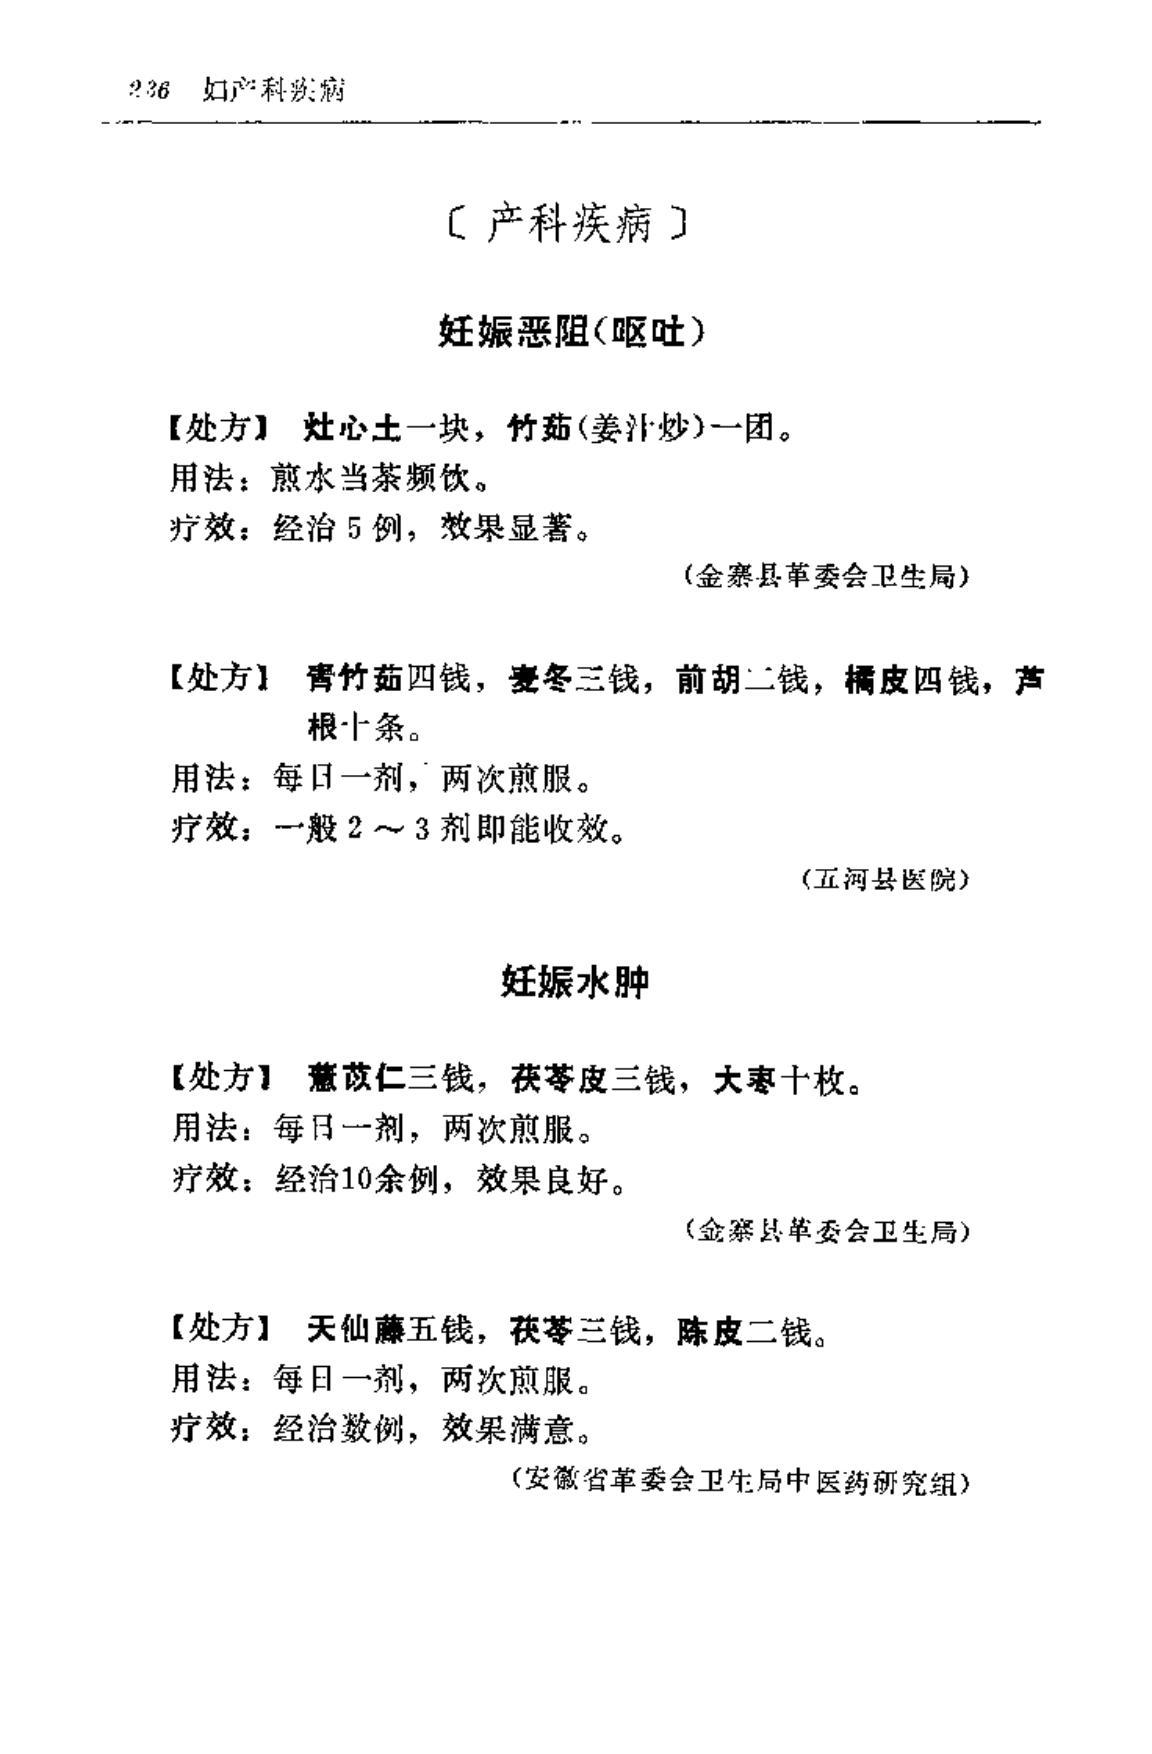 236 妇产科疾病
〔产科疾病〕
妊娠恶阻(呕吐)
【处方】 灶心土一块，竹茹(姜汁炒)一团。
用法：煎水当茶频饮。
疗效：经治 5 例，效果显著。
(金寨县革委会卫生局)
【处方】 青竹茹四钱，麦冬三钱，前胡二钱，橘皮四钱，芦
根十条。
用法：每日一剂，两次煎服。
疗效：一般 2 ～ 3 剂即能收效。
(五河县医院)
妊娠水肿
【处方】 薏苡仁三钱，茯苓皮三钱，大枣十枚。
用法：每日一剂，两次煎服。
疗效：经治10余例，效果良好。
(金寨县革委会卫生局)
【处方】 天仙藤五钱，茯苓三钱，陈皮二钱。
用法：每日一剂，两次煎服。
疗效：经治数例，效果满意。
(安徽省革委会卫生局中医药研究组)